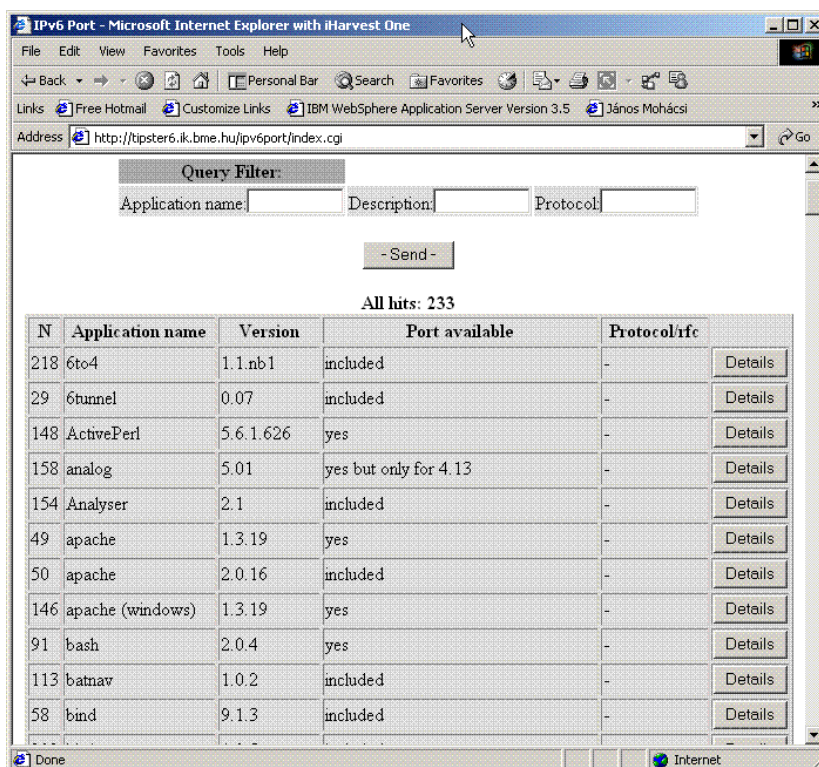 IPv6 Port - Microsoft Internet Explorer with iHarvest One
File Edit View Favorites Tools Help
Back Personal Bar Search Favorites
Links Free Hotmail Customize Links IBM WebSphere Application Server Version 3.5 János Mohácsi »
Address http://tipster6.ik.bme.hu/ipv6port/index.cgi Go
Query Filter:
Application name: Description: Protocol:
- Send -
All hits: 233
N Application name Version Port available Protocol/rfc
218 6to4 1.1.nb1 included - Details
29 6tunnel 0.07 included - Details
148 ActivePerl 5.6.1.626 yes - Details
158 analog 5.01 yes but only for 4.13 - Details
154 Analyser 2.1 included - Details
49 apache 1.3.19 yes - Details
50 apache 2.0.16 included - Details
146 apache (windows) 1.3.19 yes - Details
91 bash 2.0.4 yes - Details
113 batnav 1.0.2 included - Details
58 bind 9.1.3 included - Details
Done Internet